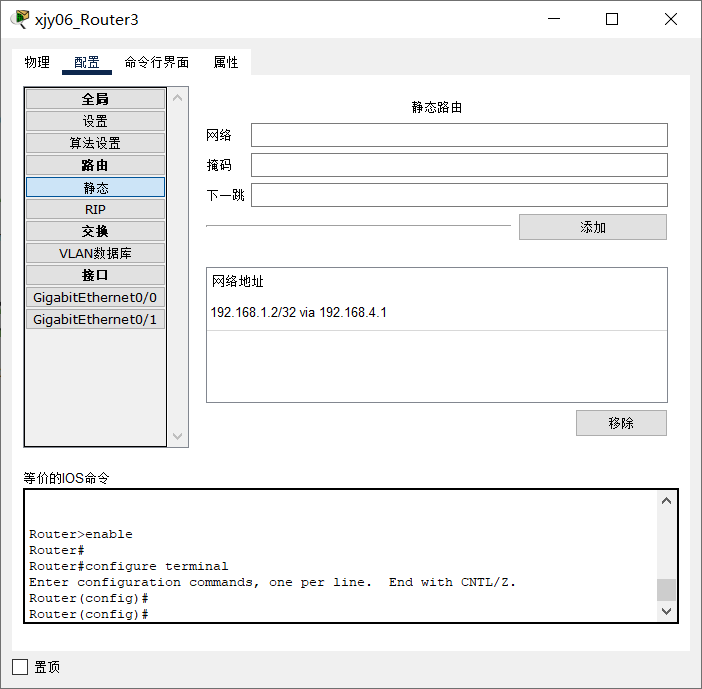 xjy06_Router3
物理 配置 命令行界面 属性
全局
设置
算法设置
路由
静态
RIP
交换
VLAN数据库
接口
GigabitEthernet0/0
GigabitEthernet0/1
静态路由
网络
掩码
下一跳
添加
网络地址
192.168.1.2/32 via 192.168.4.1
移除
等价的IOS命令
Router>enable
Router#
Router#configure terminal
Enter configuration commands, one per line.  End with CNTL/Z.
Router(config)#
Router(config)#
置顶